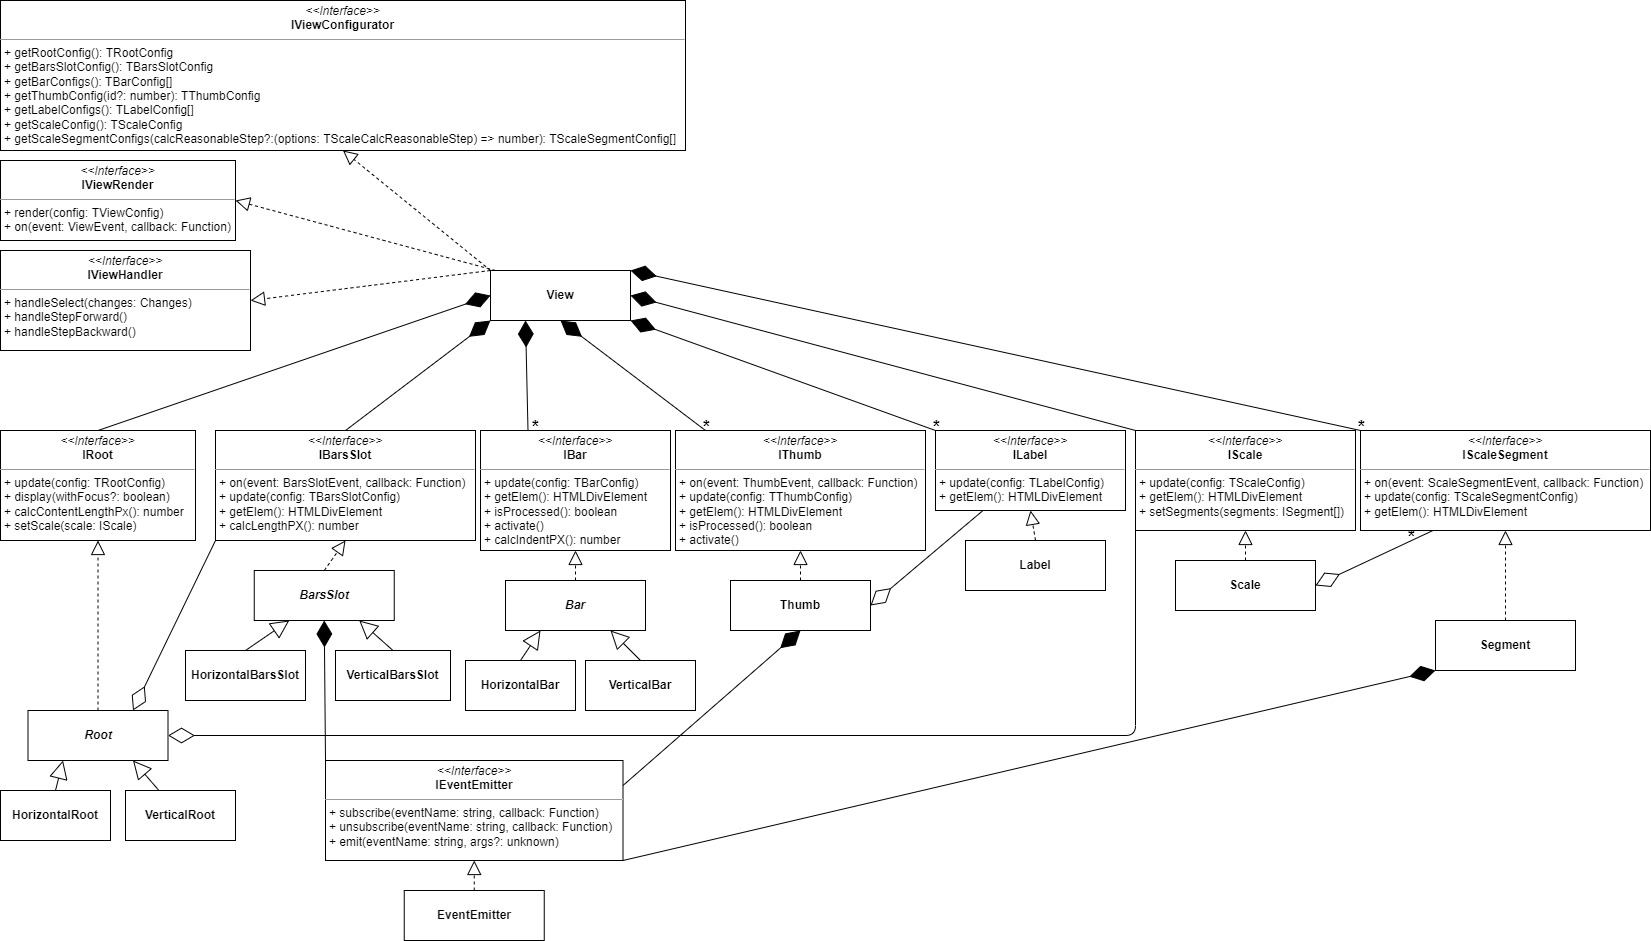 <<Interface>>
IViewConfigurator
+ getRootConfig(): TRootConfig
+ getBarsSlotConfig(): TBarsSlotConfig
+ getBarConfigs(): TBarConfig[]
+ getThumbConfig(id?: number): TThumbConfig
+ getLabelConfigs(): TLabelConfig[]
+ getScaleConfig(): TScaleConfig
+ getScaleSegmentConfigs(calcReasonableStep?:(options: TScaleCalcReasonableStep) => number): TScaleSegmentConfig[]
<<Interface>>
IViewRender
+ render(config: TViewConfig)
+ on(event: ViewEvent, callback: Function)
<<Interface>>
IViewHandler
+ handleSelect(changes: Changes)
+ handleStepForward()
+ handleStepBackward()
View
*
*
*
*
<<Interface>>
IRoot
+ update(config: TRootConfig)
+ display(withFocus?: boolean)
+ calcContentLengthPx(): number
+ setScale(scale: IScale)
<<Interface>>
IBarsSlot
+ on(event: BarsSlotEvent, callback: Function)
+ update(config: TBarsSlotConfig)
+ getElem(): HTMLDivElement
+ calcLengthPX(): number
<<Interface>>
IBar
+ update(config: TBarConfig)
+ getElem(): HTMLDivElement
+ isProcessed(): boolean
+ activate()
+ calcIndentPX(): number
<<Interface>>
IThumb
+ on(event: ThumbEvent, callback: Function)
+ update(config: TThumbConfig)
+ getElem(): HTMLDivElement
+ isProcessed(): boolean
+ activate()
<<Interface>>
ILabel
+ update(config: TLabelConfig)
+ getElem(): HTMLDivElement
<<Interface>>
IScale
+ update(config: TScaleConfig)
+ getElem(): HTMLDivElement
+ setSegments(segments: ISegment[])
<<Interface>>
IScaleSegment
+ on(event: ScaleSegmentEvent, callback: Function)
+ update(config: TScaleSegmentConfig)
+ getElem(): HTMLDivElement
*
BarsSlot
Bar
Thumb
Label
Scale
Segment
HorizontalBarsSlot
VerticalBarsSlot
HorizontalBar
VerticalBar
Root
HorizontalRoot
VerticalRoot
<<Interface>>
IEventEmitter
+ subscribe(eventName: string, callback: Function)
+ unsubscribe(eventName: string, callback: Function)
+ emit(eventName: string, args?: unknown)
EventEmitter